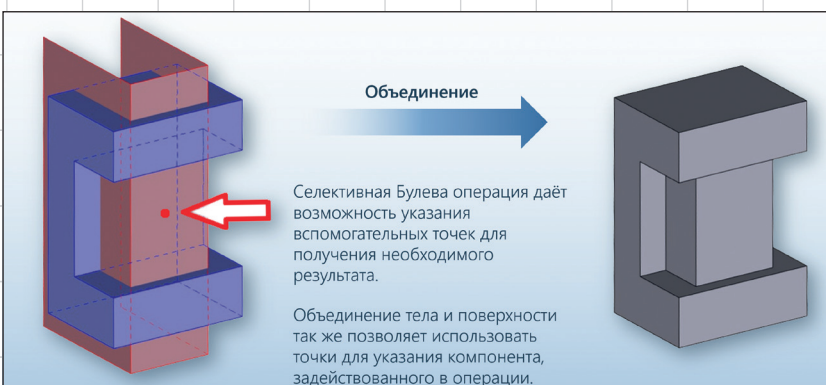 Объединение
Селективная Булева операция даёт
возможность указания
вспомогательных точек для
получения необходимого
результата.
Объединение тела и поверхности
так же позволяет использовать
точки для указания компонента,
задействованного в операции.